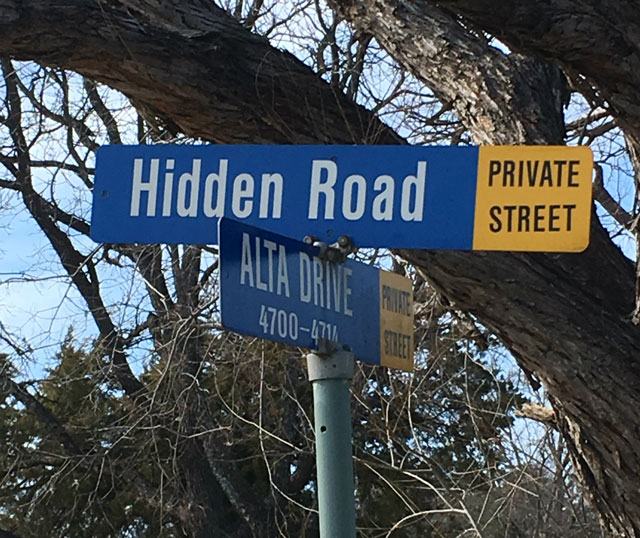 Hidden Road
PRIVATE
STREET
ALTA DRIVE
4700-4714
PRIVATE
STREET